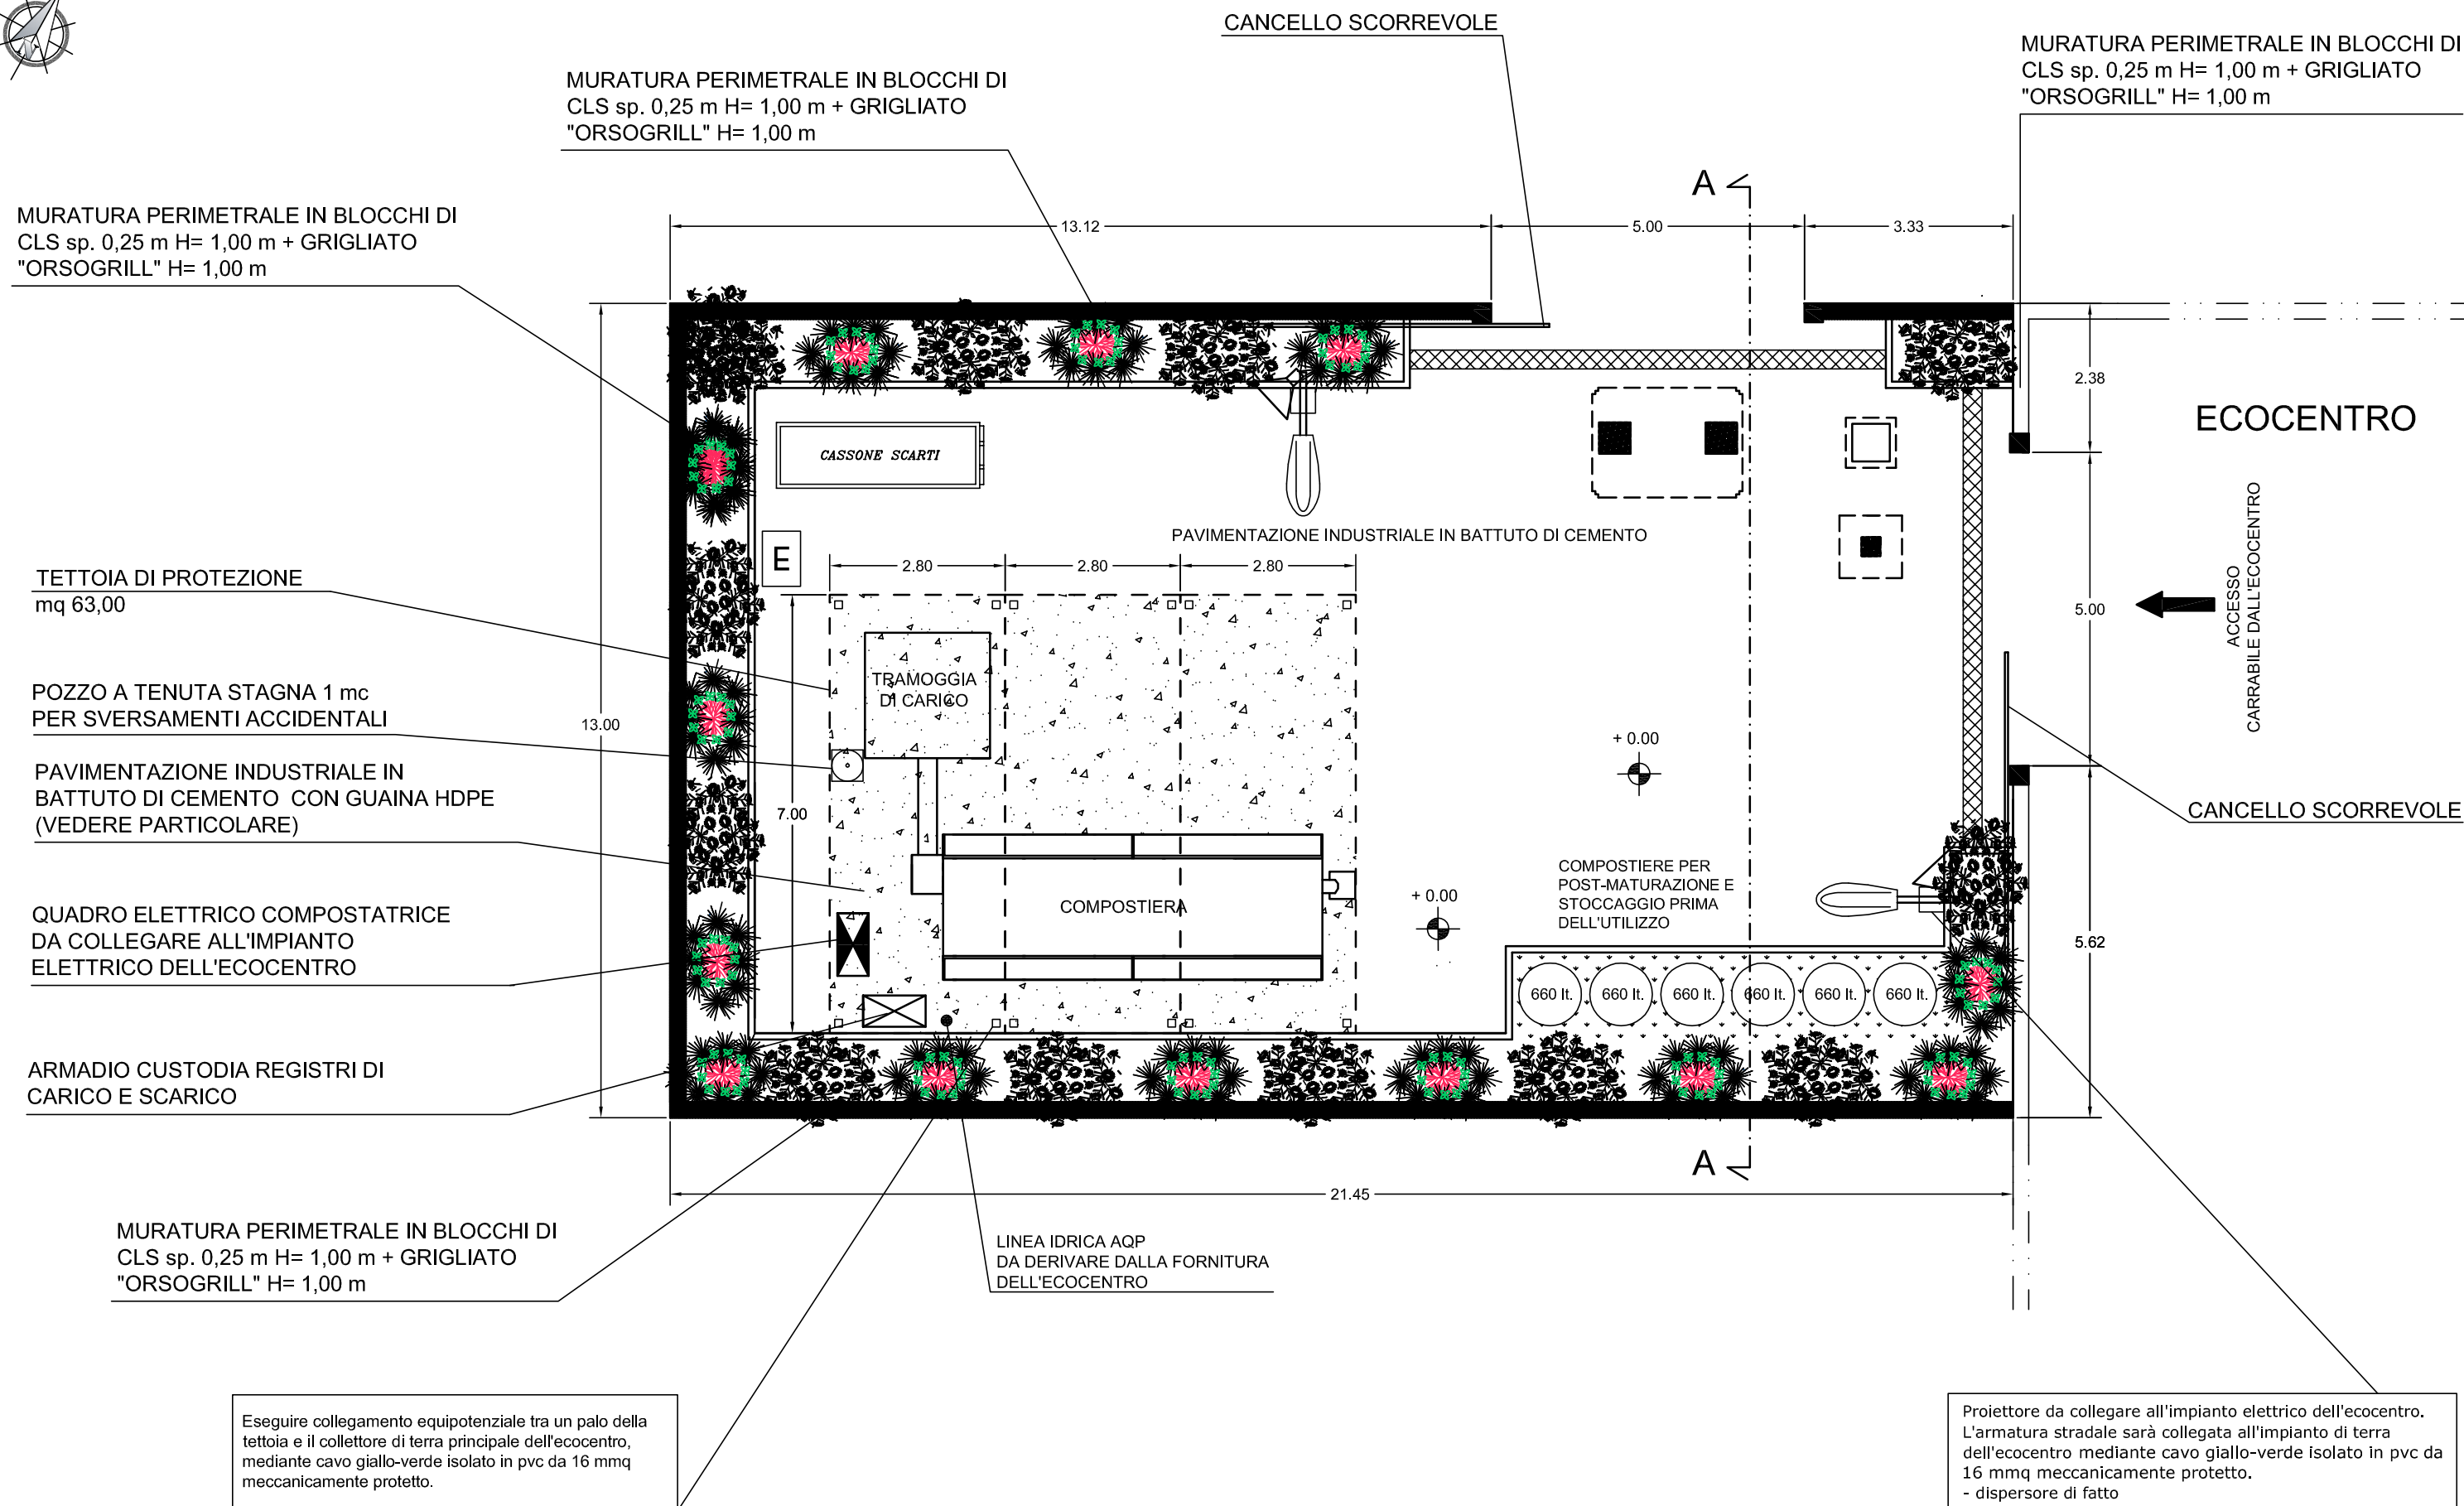 CANCELLO SCORREVOLE
MURATURA PERIMETRALE IN BLOCCHI DI
CLS sp. 0,25 m H= 1,00 m + GRIGLIATO
"ORSOGRILL" H= 1,00 m
MURATURA PERIMETRALE IN BLOCCHI DI
CLS sp. 0,25 m H= 1,00 m + GRIGLIATO
"ORSOGRILL" H= 1,00 m
MURATURA PERIMETRALE IN BLOCCHI DI
CLS sp. 0,25 m H= 1,00 m + GRIGLIATO
"ORSOGRILL" H= 1,00 m
A
13.12
5.00
3.33
2.38
ECOCENTRO
CASSONE SCARTI
PAVIMENTAZIONE INDUSTRIALE IN BATTUTO DI CEMENTO
E
2.80
2.80
2.80
TETTOIA DI PROTEZIONE
mq 63,00
ACCESSO
CARRABILE DALL'ECOCENTRO
5.00
TRAMOGGIA
DI CARICO
POZZO A TENUTA STAGNA 1 mc
PER SVERSAMENTI ACCIDENTALI
13.00
+ 0.00
PAVIMENTAZIONE INDUSTRIALE IN
BATTUTO DI CEMENTO CON GUAINA HDPE
(VEDERE PARTICOLARE)
7.00
CANCELLO SCORREVOLE
COMPOSTIERE PER
POST-MATURAZIONE E
STOCCAGGIO PRIMA
DELL'UTILIZZO
+ 0.00
COMPOSTIERA
QUADRO ELETTRICO COMPOSTATRICE
DA COLLEGARE ALL'IMPIANTO
ELETTRICO DELL'ECOCENTRO
5.62
660 lt.
660 lt.
660 lt.
660 lt.
660 lt.
660 lt.
ARMADIO CUSTODIA REGISTRI DI
CARICO E SCARICO
A
21.45
MURATURA PERIMETRALE IN BLOCCHI DI
CLS sp. 0,25 m H= 1,00 m + GRIGLIATO
"ORSOGRILL" H= 1,00 m
LINEA IDRICA AQP
DA DERIVARE DALLA FORNITURA
DELL'ECOCENTRO
Eseguire collegamento equipotenziale tra un palo della
tettoia e il collettore di terra principale dell'ecocentro,
mediante cavo giallo-verde isolato in pvc da 16 mmq
meccanicamente protetto.
Proiettore da collegare all'impianto elettrico dell'ecocentro.
L'armatura stradale sarà collegata all'impianto di terra
dell'ecocentro mediante cavo giallo-verde isolato in pvc da
16 mmq meccanicamente protetto.
- dispersore di fatto